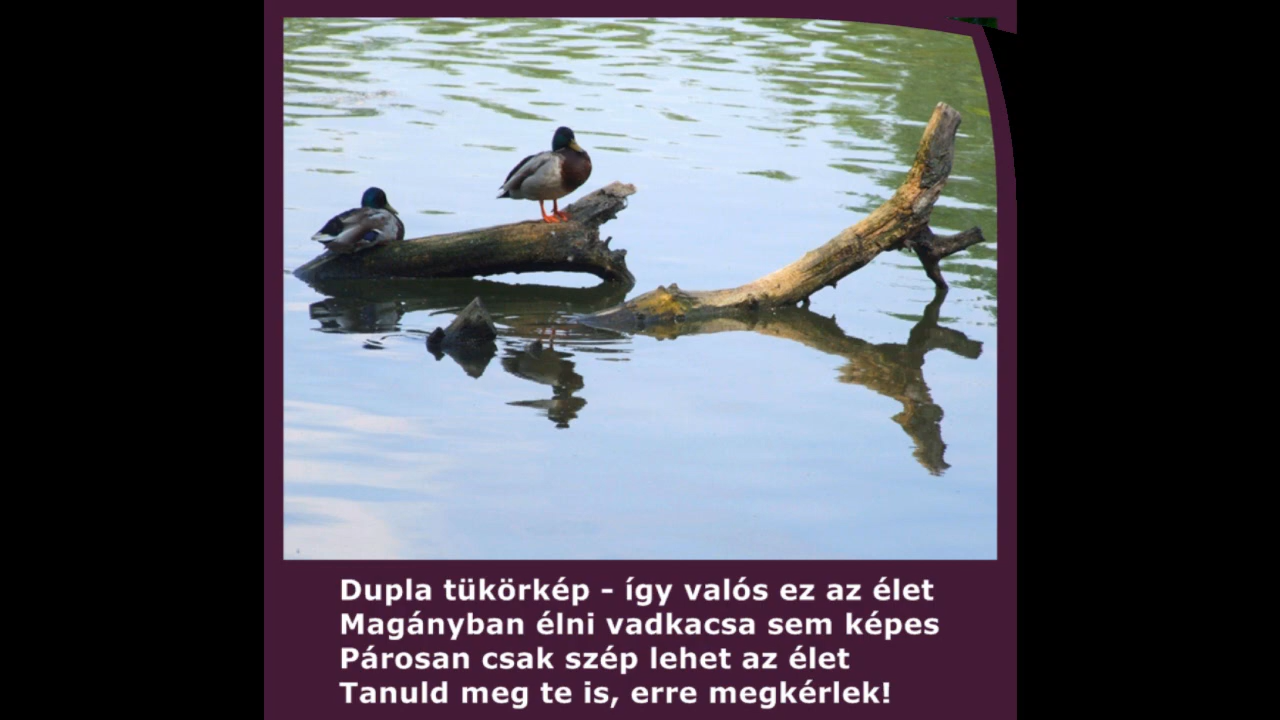 Dupla tükörkép - így valós ez az élet
Magányban élni vadkacsa sem képes
Párosan csak szép lehet az élet
Tanuld meg te is, erre megkérlek!